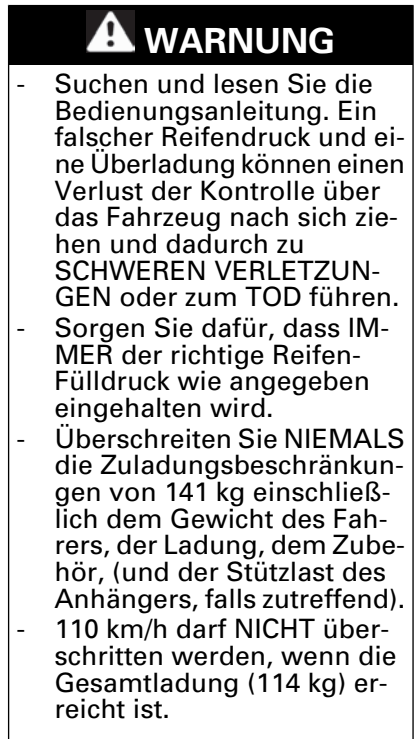 WARNUNG
- Suchen und lesen Sie die
Bedienungsanleitung. Ein
falscher Reifendruck und ei-
ne Überladung können einen
Verlust der Kontrolle über
das Fahrzeug nach sich zie-
hen und dadurch zu
SCHWEREN VERLETZUN-
GEN oder zum TOD führen.
- Sorgen Sie dafür, dass IM-
MER der richtige Reifen-
Fülldruck wie angegeben
eingehalten wird.
- Überschreiten Sie NIEMALS
die Zuladungsbeschränkun-
gen von 141 kg einschließ-
lich dem Gewicht des Fah-
rers, der Ladung, dem Zube-
hör, (und der Stützlast des
Anhängers, falls zutreffend).
- 110 km/h darf NICHT über-
schritten werden, wenn die
Gesamtladung (114 kg) er-
reicht ist.